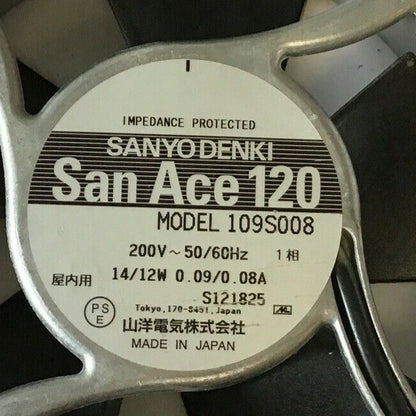 IMPEDANCE PROTECTED
SANYO DENKI
San Ace 120
MODEL 109S008
200V～50/60Hz 1相
屋内用 14/12W 0.09/0.08A
S121825
PS
E
Tokyo,170-8451,Japan
山洋電気株式会社
MADE IN JAPAN